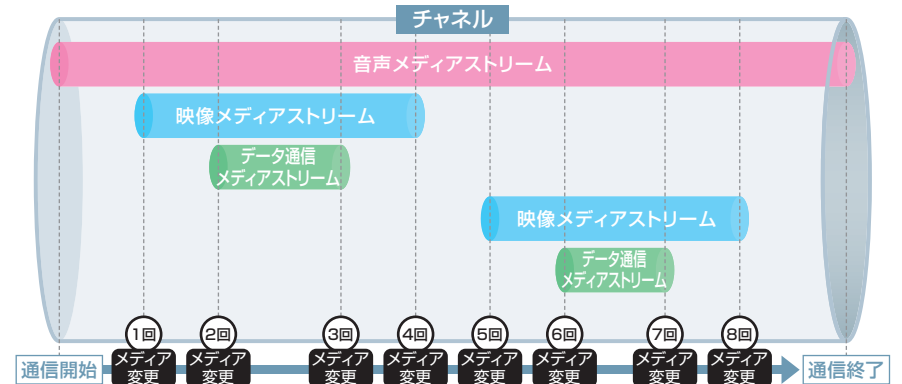 チャネル
音声メディアストリーム
映像メディアストリーム
データ通信
メディアストリーム
映像メディアストリーム
データ通信
メディアストリーム
1回 2回 3回 4回 5回 6回 7回 8回
通信開始 メディア変更 メディア変更 メディア変更 メディア変更 メディア変更 メディア変更 メディア変更 メディア変更 通信終了